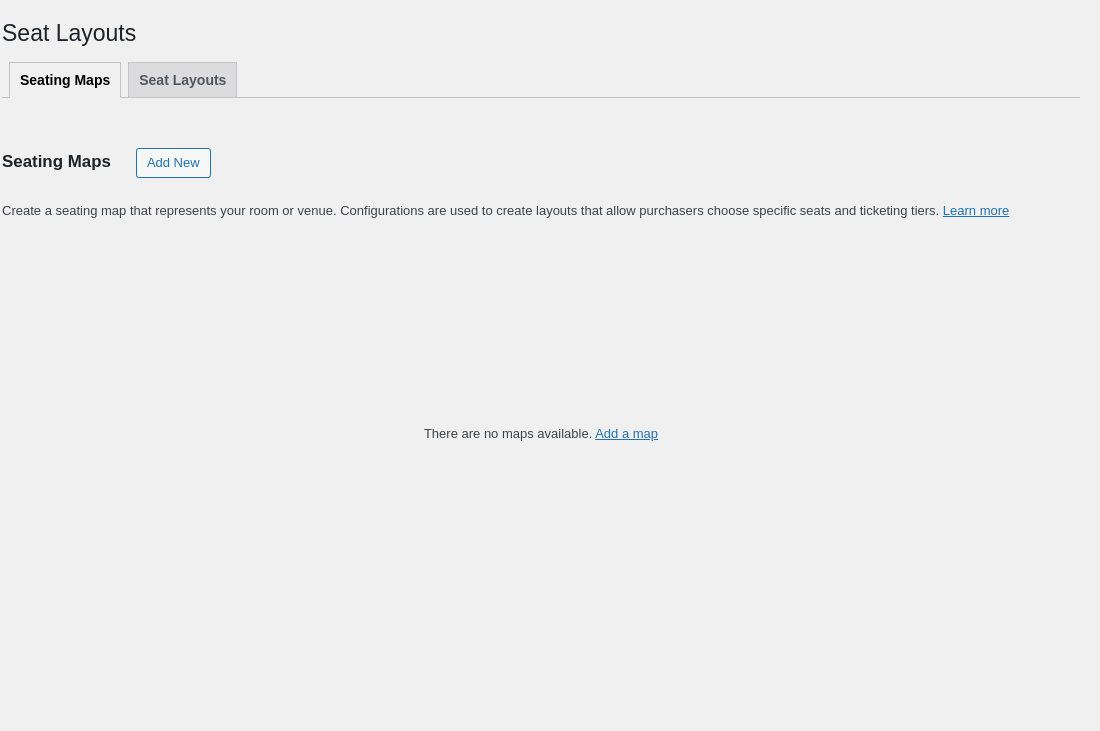 Seat Layouts
Seating Maps
Seat Layouts
Seating Maps
Add New
Create a seating map that represents your room or venue. Configurations are used to create layouts that allow purchasers choose specific seats and ticketing tiers. Learn more
There are no maps available. Add a map